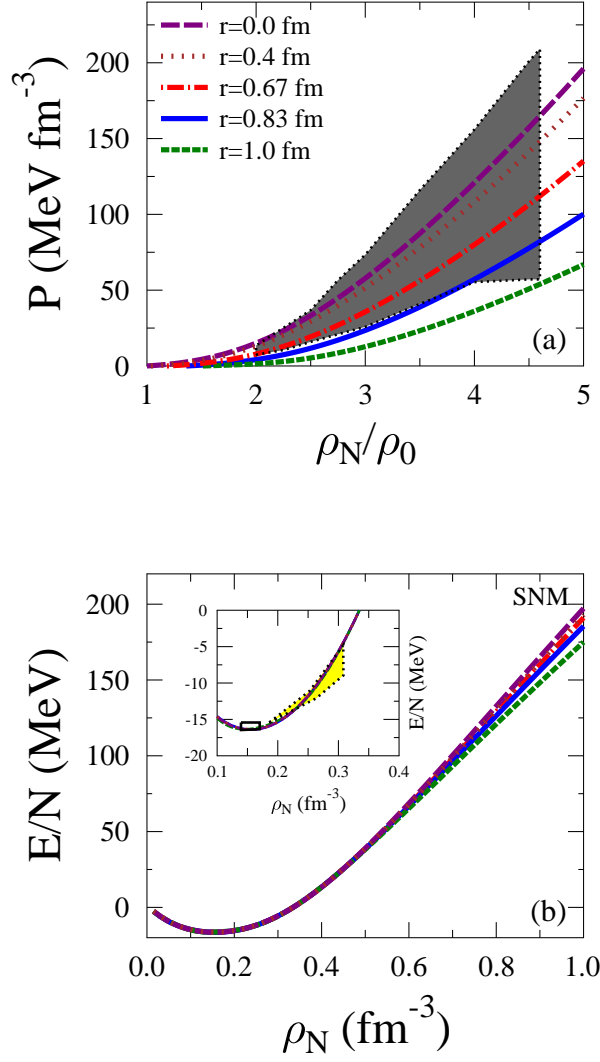 r=0.0 fm
r=0.4 fm
r=0.67 fm
r=0.83 fm
r=1.0 fm
200
150
100
50
0
P (MeV fm⁻³)
(a)
1 2 3 4 5
ρN/ρ0
SNM
200
150
100
50
0
E/N (MeV)
0
-5
-10
-15
-20
E/N (MeV)
0.1 0.2 0.3 0.4
ρN (fm⁻³)
(b)
0.0 0.2 0.4 0.6 0.8 1.0
ρN (fm⁻³)